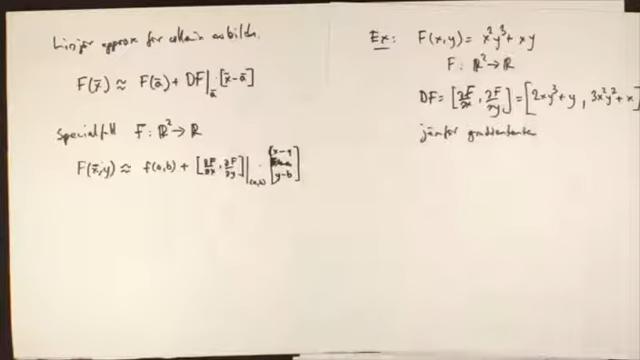 Linjär approx för allmän avbildn.
F(x̄) ≈ F(ā) + DF|ā · [x̄-ā]
Specialfall F: ℝ² → ℝ
F(x,y) ≈ f(a,b) + [∂F/∂x , ∂F/∂y]|(a,b) · [ y-b ]
Ex: F(x,y) = x²y³ + xy
F: ℝ² → ℝ
DF = [∂F/∂x , ∂F/∂y] = [2xy³+y , 3x²y²+x]
jämför gradienten